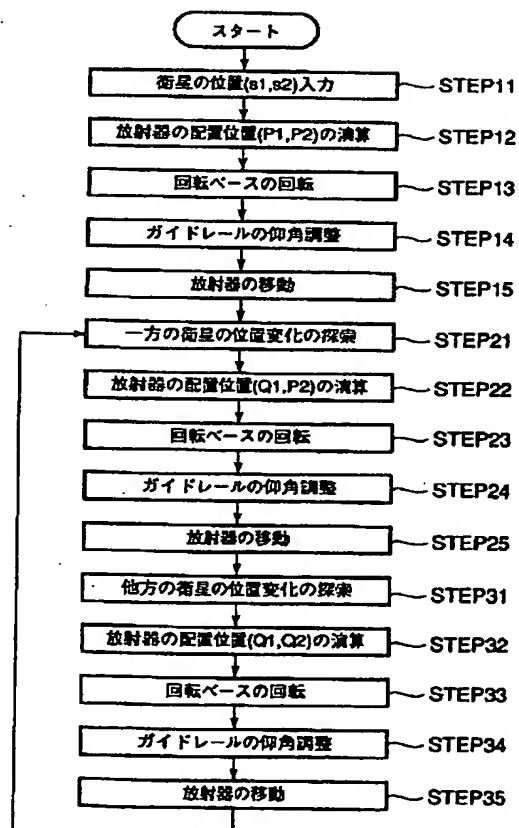 スタート
衛星の位置(s1,s2)入力 STEP11
放射器の配置位置(P1,P2)の演算 STEP12
回転ベースの回転 STEP13
ガイドレールの仰角調整 STEP14
放射器の移動 STEP15
一方の衛星の位置変化の探索 STEP21
放射器の配置位置(Q1,P2)の演算 STEP22
回転ベースの回転 STEP23
ガイドレールの仰角調整 STEP24
放射器の移動 STEP25
他方の衛星の位置変化の探索 STEP31
放射器の配置位置(Q1,Q2)の演算 STEP32
回転ベースの回転 STEP33
ガイドレールの仰角調整 STEP34
放射器の移動 STEP35